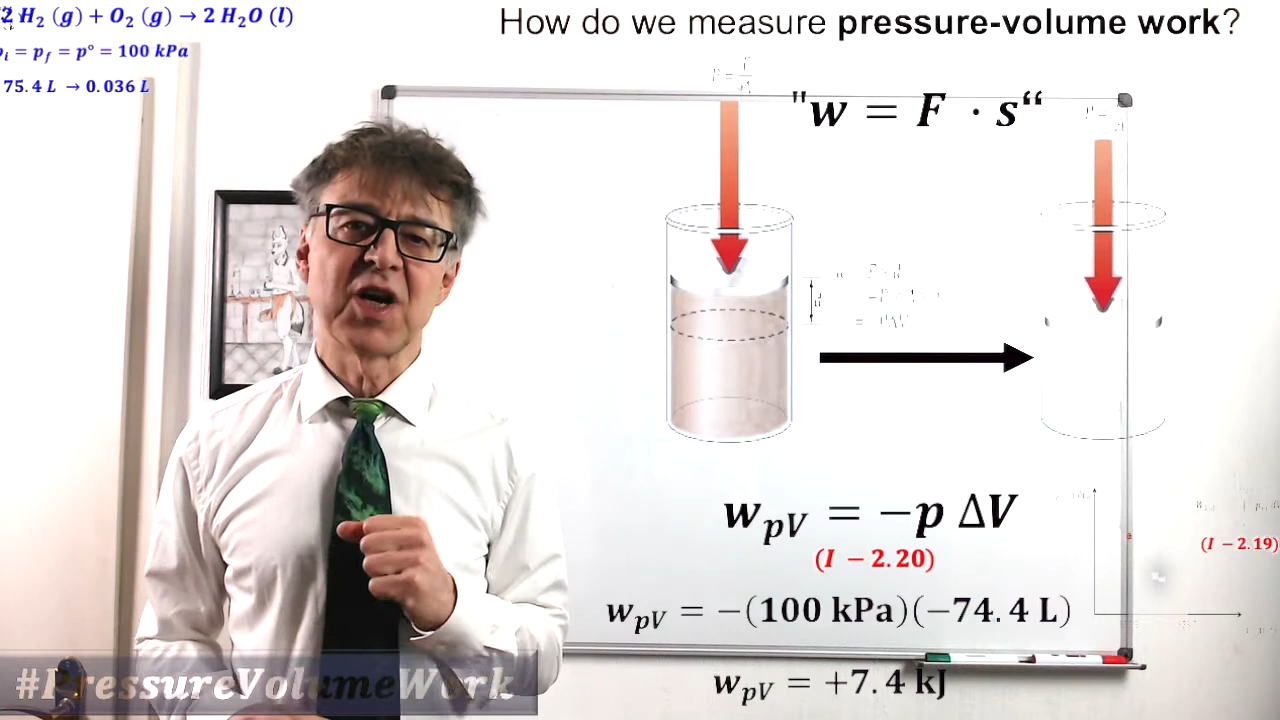 2 H₂ (g) + O₂ (g) → 2 H₂O (l)
pᵢ = p_f = p° = 100 kPa
75.4 L → 0.036 L
How do we measure pressure-volume work?
"w = F · s“
w_pV = −p ΔV
(I − 2.20)
(I − 2.19)
w_pV = −(100 kPa)(−74.4 L)
w_pV = +7.4 kJ
#PressureVolumeWork